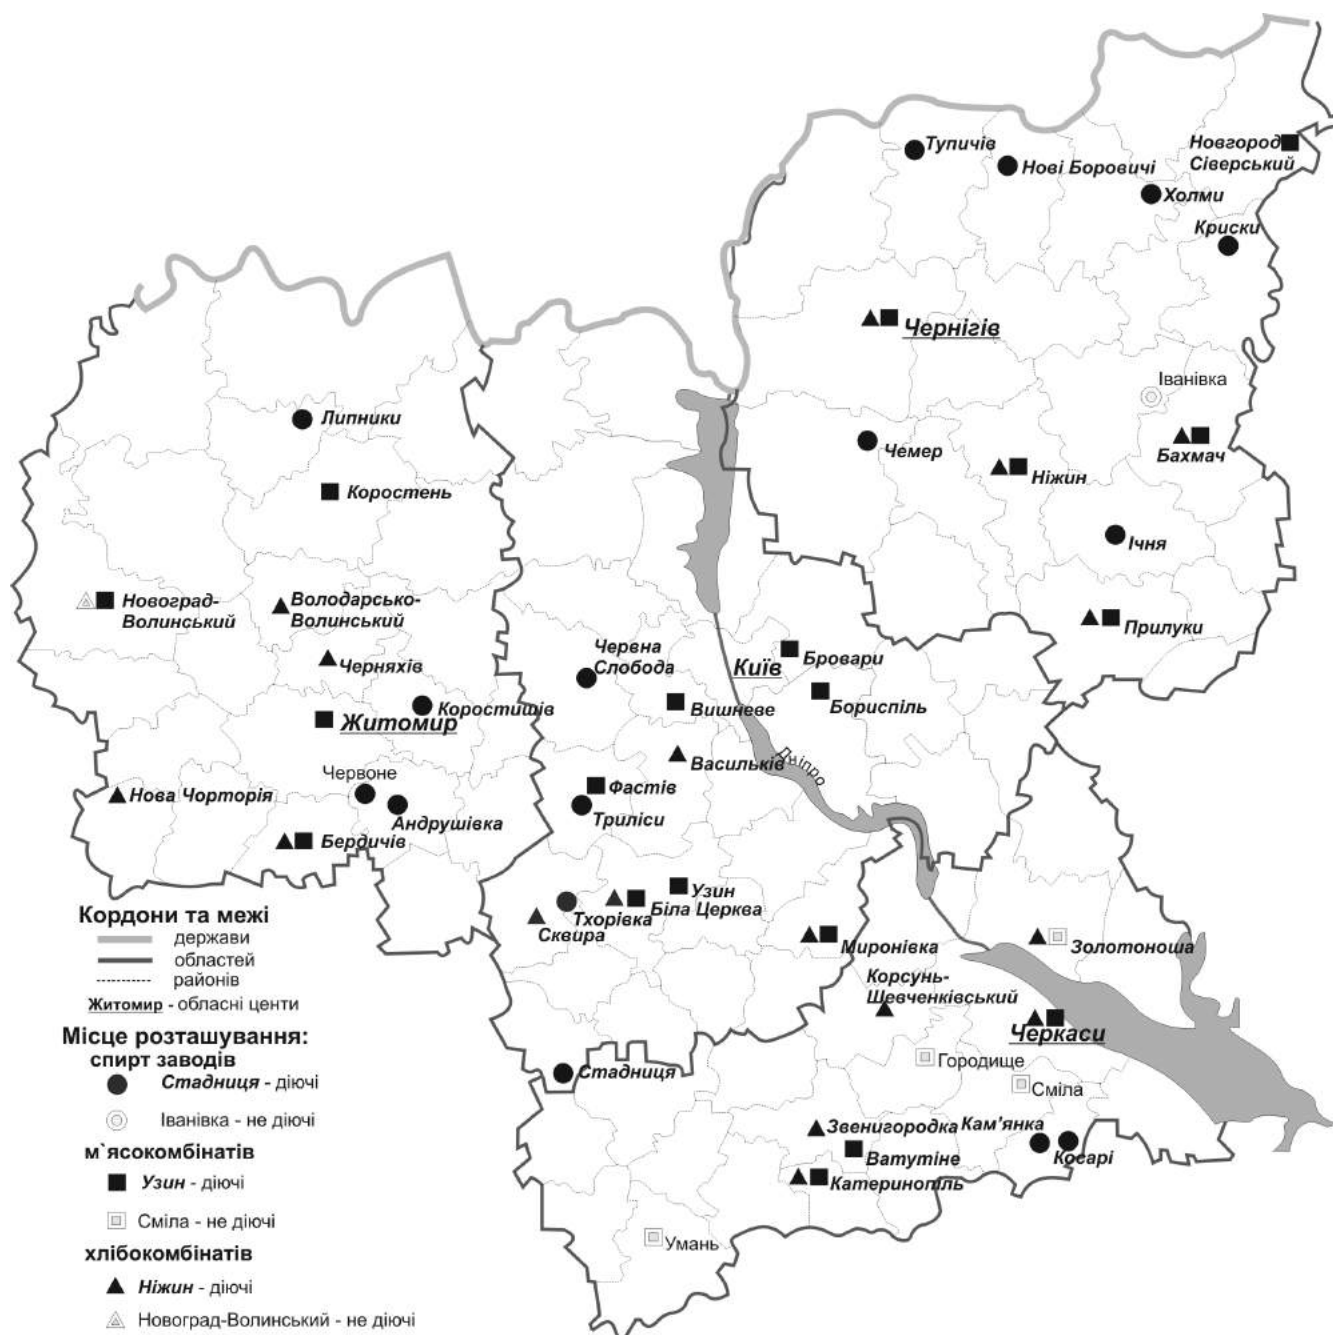 Тупичів
Нові Боровичі
Новгород
Сіверський
Холми
Криски
Чернігів
Іванівка
Бахмач
Чемер
Ніжин
Ічня
Прилуки
Липники
Коростень
Новоград-
Волинський
Володарсько-
Волинський
Черняхів
Коростишів
Житомир
Червоне
Нова Чорторія
Андрушівка
Бердичів
Червна
Слобода
Київ
Бровари
Бориспіль
Вишневе
Васильків
Дніпро
Фастів
Триліси
Узин
Біла Церква
Тхорівка
Сквира
Миронівка
Золотоноша
Корсунь-
Шевченківський
Черкаси
Городище
Сміла
Стадниця
Звенигородка
Кам'янка
Косарі
Ватутіне
Катеринопіль
Умань
Кордони та межі
держави
областей
районів
Житомир - обласні центи
Місце розташування:
спирт заводів
Стадниця - діючі
Іванівка - не діючі
м`ясокомбінатів
Узин - діючі
Сміла - не діючі
хлібокомбінатів
Ніжин - діючі
Новоград-Волинський - не діючі